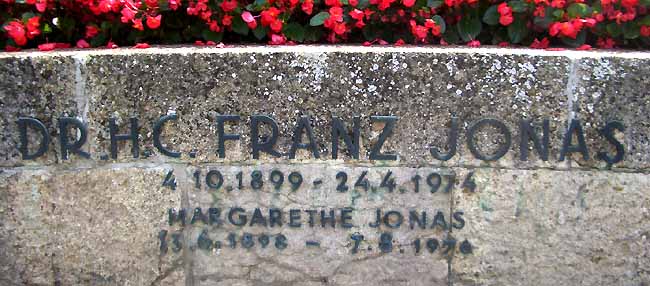 DR. H. C. FRANZ JONAS
4 10.1899 - 24.4.1974
MARGARETHE JONAS
13 6 1898 - 7.8.1976